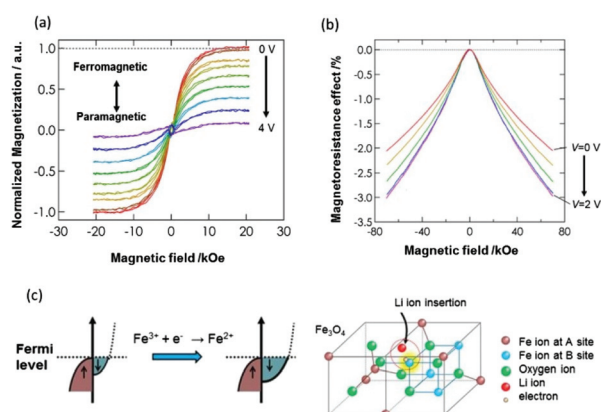 (a)
Normalized Magnetization / a.u.
1.0
0.5
0.0
-0.5
-1.0
Ferromagnetic
Paramagnetic
0 V
4 V
-30 -20 -10 0 10 20 30
Magnetic field /kOe
(b)
Magnetoresistance effect /%
0.0
-0.5
-1.0
-1.5
-2.0
-2.5
-3.0
-3.5
V=0 V
V=2 V
-80 -40 0 40 80
Magnetic field /kOe
(c)
Fermi
level
Fe³⁺ + e⁻ → Fe²⁺
Li ion insertion
Fe₃O₄
Fe ion at A site
Fe ion at B site
Oxygen ion
Li ion
electron